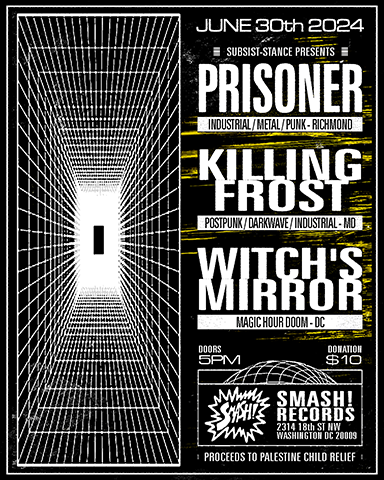 JUNE 30th 2024
SUBSIST-STANCE PRESENTS
PRISONER
INDUSTRIAL / METAL / PUNK - RICHMOND
KILLING
FROST
POSTPUNK / DARKWAVE / INDUSTRIAL - MD
WITCH'S
MIRROR
MAGIC HOUR DOOM - DC
DOORS
5PM
DONATION
$10
SMASH!
SMASH!
RECORDS
2314 18th ST NW
WASHINGTON DC 20009
PROCEEDS TO PALESTINE CHILD RELIEF